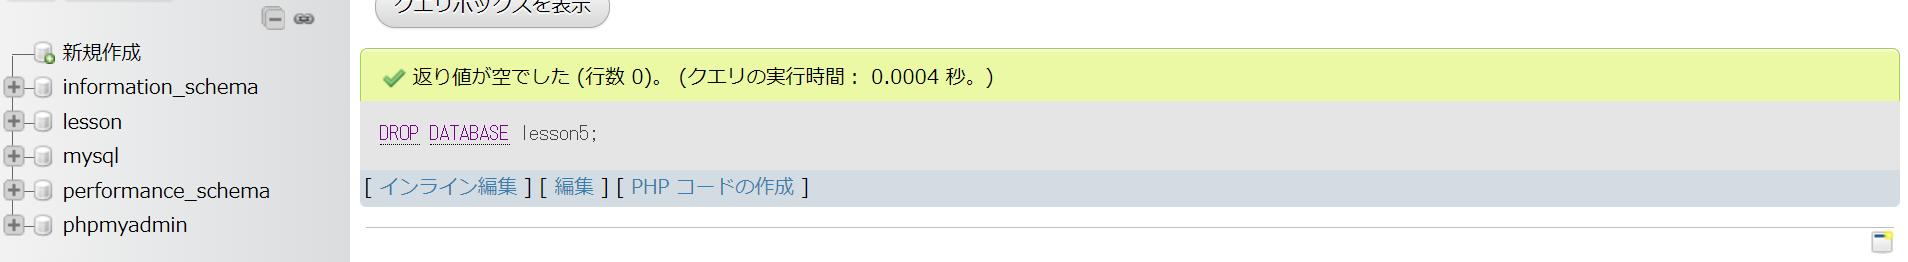 クエリボックスを表示
新規作成
information_schema
lesson
mysql
performance_schema
phpmyadmin
返り値が空でした (行数 0)。 (クエリの実行時間： 0.0004 秒。)
DROP DATABASE lesson5;
[ インライン編集 ] [ 編集 ] [ PHP コードの作成 ]